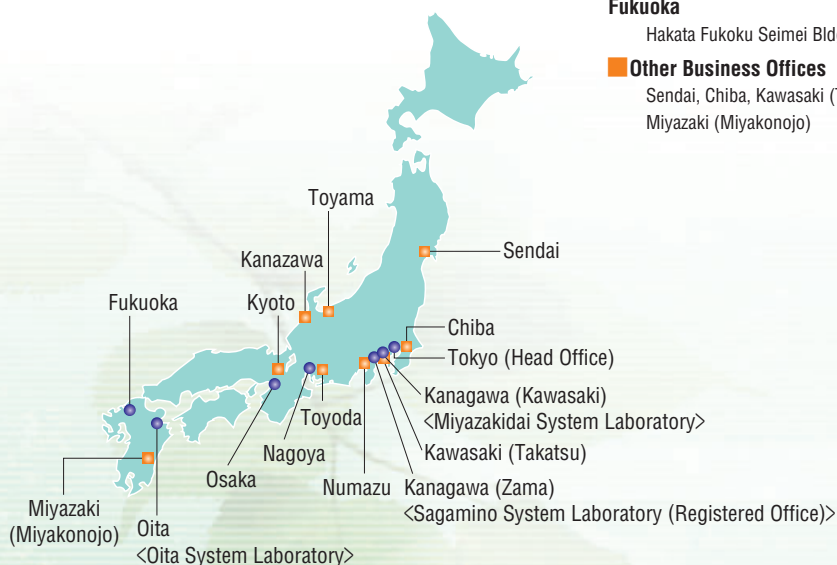 Fukuoka
Hakata Fukoku Seimei
Other Business Offices
Sendai, Chiba, Kawasaki
Miyazaki (Miyakonojo)
Toyama
Sendai
Kanazawa
Fukuoka
Kyoto
Chiba
Tokyo (Head Office)
Kanagawa (Kawasaki)
<Miyazakidai System Laboratory>
Toyoda
Kawasaki (Takatsu)
Nagoya
Osaka
Numazu
Kanagawa (Zama)
<Sagamino System Laboratory (Registered Office)>
Miyazaki
(Miyakonojo)
Oita
<Oita System Laboratory>